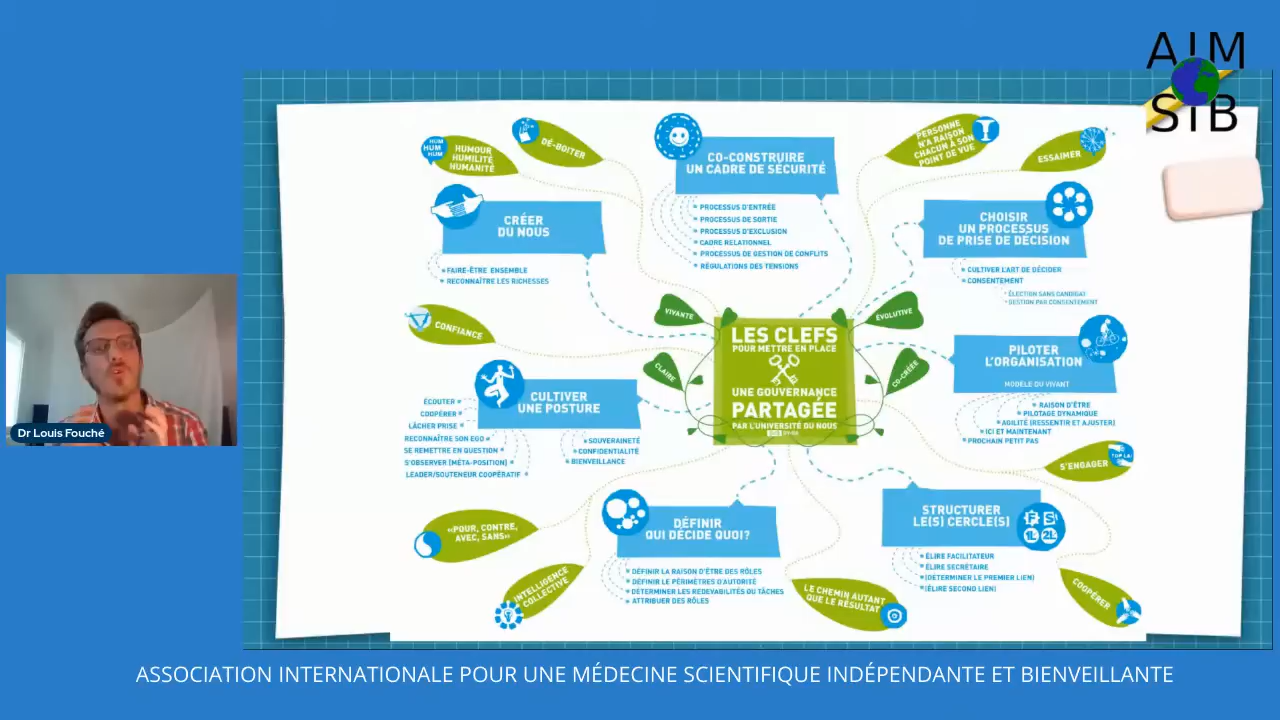 AIM
SIB
HUM
HUM HUM
HUM
HUMOUR
HUMILITÉ
HUMANITÉ
DÉ-BOITER
CO-CONSTRUIRE
UN CADRE DE SÉCURITÉ
PROCESSUS D'ENTRÉE
PROCESSUS DE SORTIE
PROCESSUS D'EXCLUSION
CADRE RELATIONNEL
PROCESSUS DE GESTION DE CONFLITS
RÉGULATIONS DES TENSIONS
PERSONNE
N'A RAISON
CHACUN A SON
POINT DE VUE
ESSAIMER
CRÉER
DU NOUS
FAIRE-ÊTRE ENSEMBLE
RECONNAÎTRE LES RICHESSES
CHOISIR
UN PROCESSUS
DE PRISE DE DÉCISION
CULTIVER L'ART DE DÉCIDER
CONSENTEMENT
ÉLECTION SANS CANDIDAT
GESTION PAR CONSENTEMENT
CONFIANCE
VIVANTE
ÉVOLUTIVE
CLAIRE
CO-CRÉÉE
LES CLEFS
POUR METTRE EN PLACE
UNE GOUVERNANCE
PARTAGÉE
PAR L'UNIVERSITÉ DU NOUS
PILOTER
L'ORGANISATION
MODÈLE DU VIVANT
RAISON D'ÊTRE
PILOTAGE DYNAMIQUE
AGILITÉ (RESSENTIR ET AJUSTER)
ICI ET MAINTENANT
PROCHAIN PETIT PAS
CULTIVER
UNE POSTURE
ÉCOUTER
COOPÉRER
LÂCHER PRISE
RECONNAÎTRE SON EGO
SE REMETTRE EN QUESTION
S'OBSERVER (MÉTA-POSITION)
LEADER/SOUTENEUR COOPÉRATIF
SOUVERAINETÉ
CONFIDENTIALITÉ
BIENVEILLANCE
S'ENGAGER
TOP LA!
«POUR, CONTRE,
AVEC, SANS»
DÉFINIR
QUI DÉCIDE QUOI?
DÉFINIR LA RAISON D'ÊTRE DES RÔLES
DÉFINIR LE PÉRIMÈTRES D'AUTORITÉ
DÉTERMINER LES REDEVABILITÉS OU TÂCHES
ATTRIBUER DES RÔLES
STRUCTURER
LE(S) CERCLE(S)
F S
1L 2L
ÉLIRE FACILITATEUR
ÉLIRE SECRÉTAIRE
(DÉTERMINER LE PREMIER LIEN)
(ÉLIRE SECOND LIEN)
INTELLIGENCE
COLLECTIVE
LE CHEMIN AUTANT
QUE LE RÉSULTAT
COOPÉRER
Dr Louis Fouché
ASSOCIATION INTERNATIONALE POUR UNE MÉDECINE SCIENTIFIQUE INDÉPENDANTE ET BIENVEILLANTE